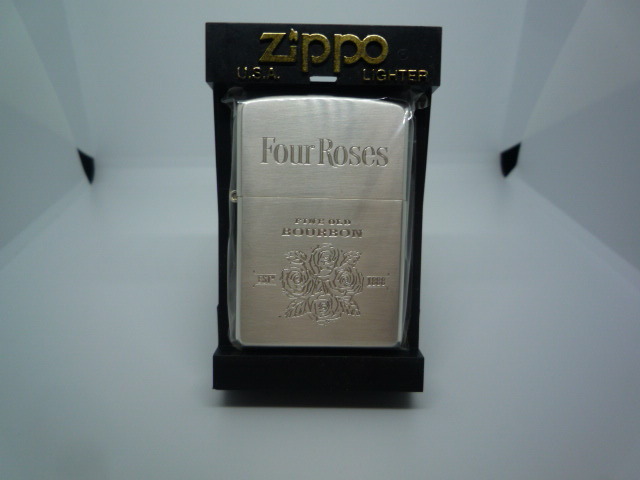 zippo
U.S.A. LIGHTER
Four Roses
FINE OLD
BOURBON
EST'D 1888